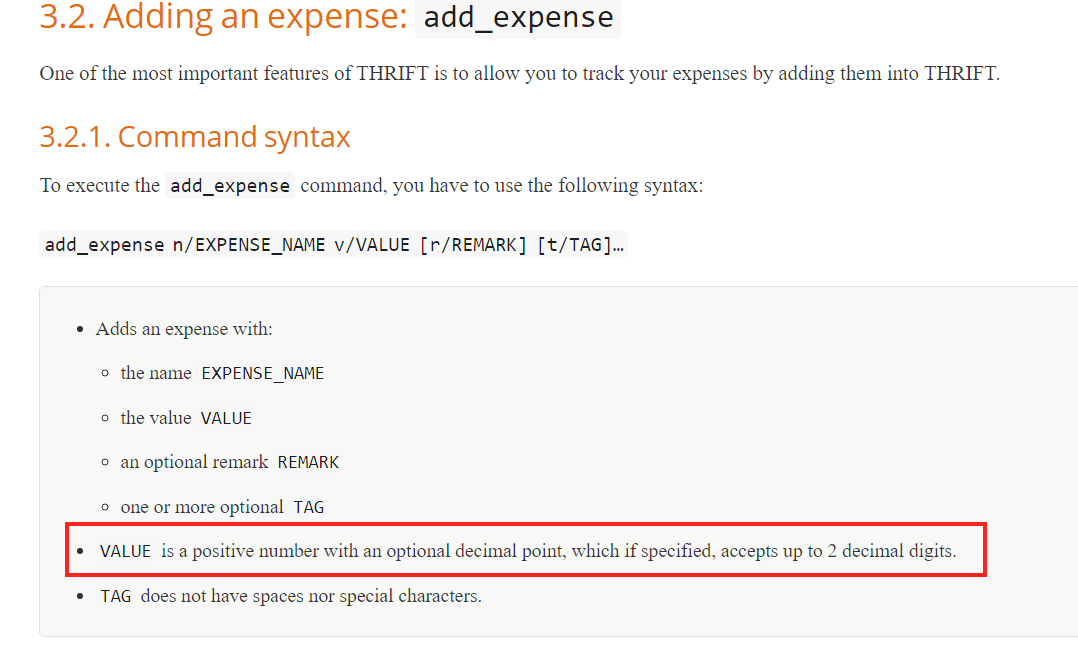 3.2. Adding an expense: add_expense
One of the most important features of THRIFT is to allow you to track your expenses by adding them into THRIFT.
3.2.1. Command syntax
To execute the add_expense command, you have to use the following syntax:
add_expense n/EXPENSE_NAME v/VALUE [r/REMARK] [t/TAG]…
• Adds an expense with:
◦ the name EXPENSE_NAME
◦ the value VALUE
◦ an optional remark REMARK
◦ one or more optional TAG
• VALUE is a positive number with an optional decimal point, which if specified, accepts up to 2 decimal digits.
• TAG does not have spaces nor special characters.